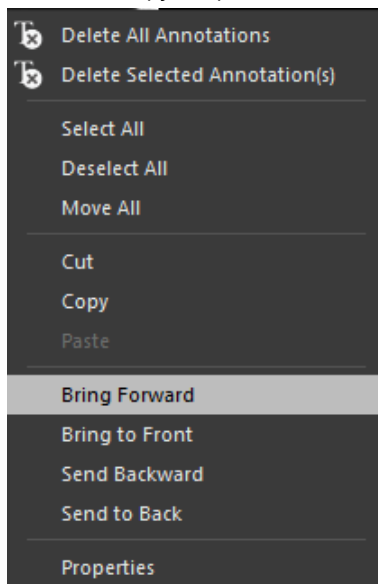 Delete All Annotations
Delete Selected Annotation(s)
Select All
Deselect All
Move All
Cut
Copy
Paste
Bring Forward
Bring to Front
Send Backward
Send to Back
Properties